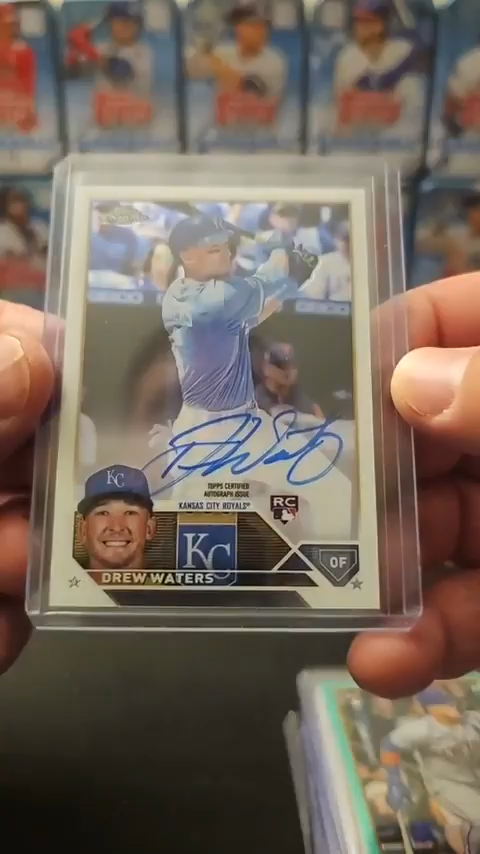 TOPPS CERTIFIED
AUTOGRAPH ISSUE
KANSAS CITY ROYALS®
RC
KC
KC
OF
DREW WATERS